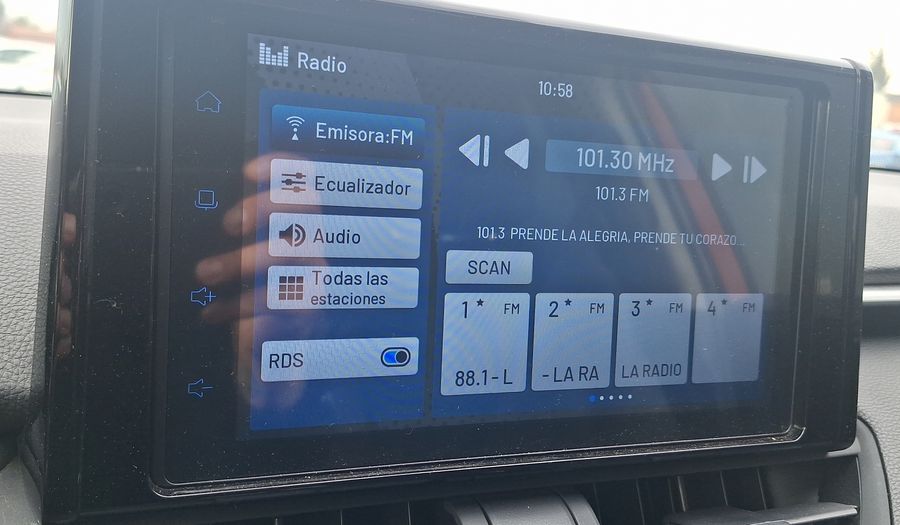 Radio
10:58
Emisora:FM
Ecualizador
Audio
Todas las
estaciones
RDS
101.30 MHz
101.3 FM
101.3 PRENDE LA ALEGRIA, PRENDE TU CORAZO...
SCAN
1 FM
88.1-L
2 FM
-LA RA
3 FM
LA RADIO
4 FM